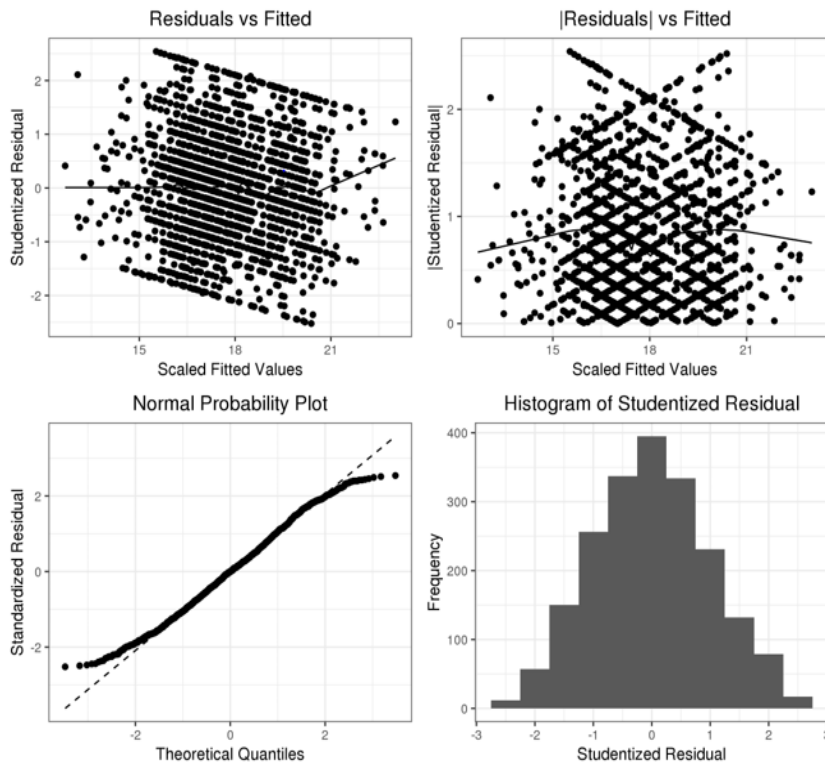 Residuals vs Fitted
2
1
0
-1
-2
Studentized Residual
15
18
21
Scaled Fitted Values
|Residuals| vs Fitted
2
1
0
|Studentized Residual|
15
18
21
Scaled Fitted Values
Normal Probability Plot
2
0
-2
Standardized Residual
-2
0
2
Theoretical Quantiles
Histogram of Studentized Residual
400
300
200
100
0
Frequency
-3
-2
-1
0
1
2
3
Studentized Residual